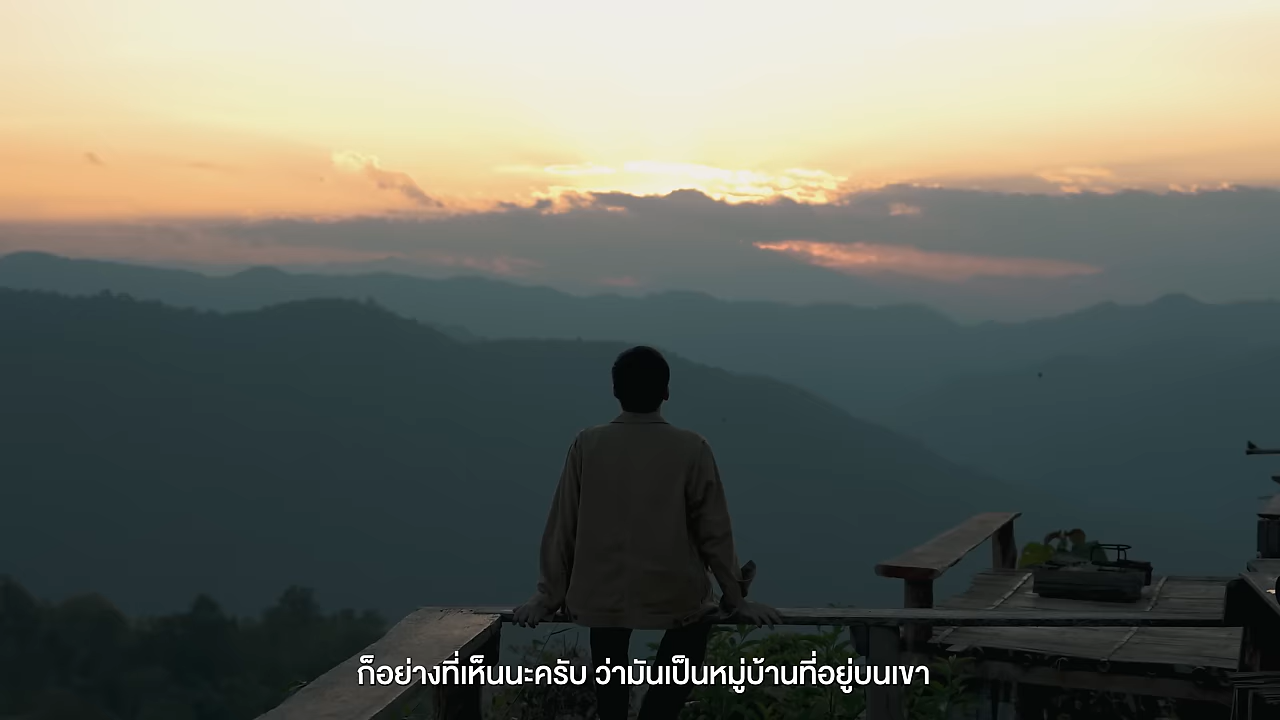 ก็อย่างที่เห็นนะครับ ว่ามันเป็นหมู่บ้านที่อยู่บนเขา